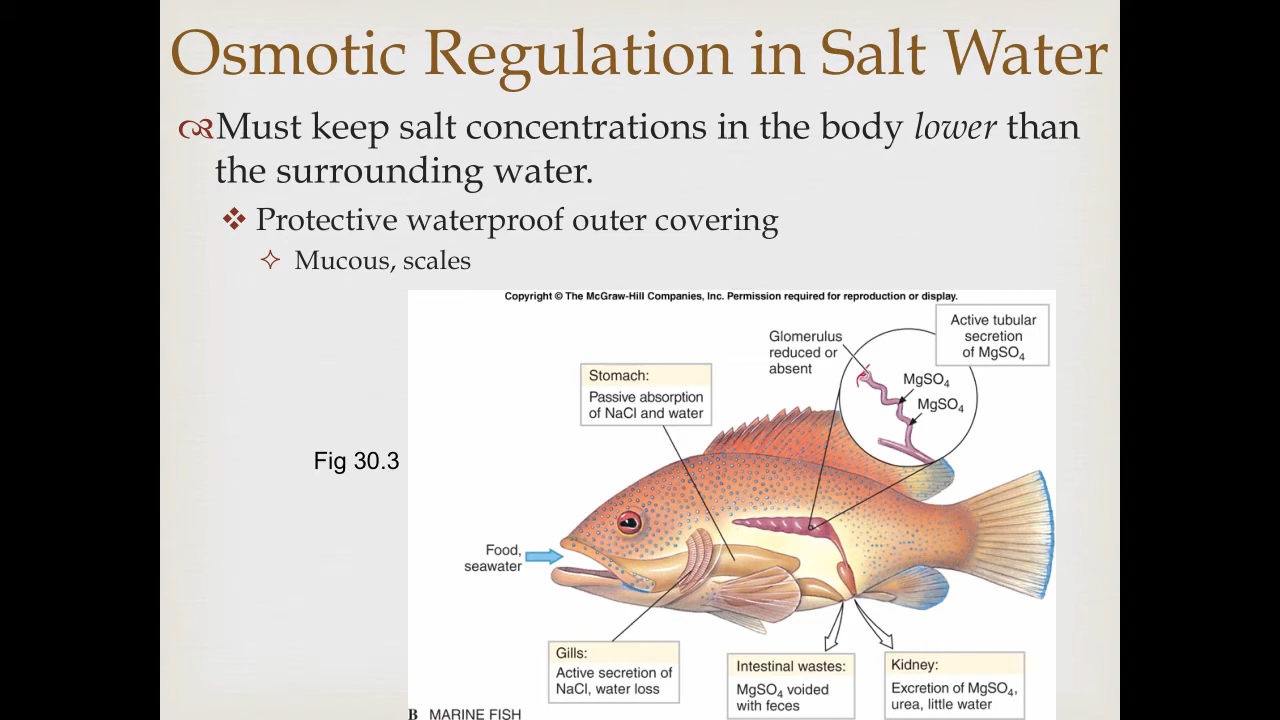 Osmotic Regulation in Salt Water
Must keep salt concentrations in the body lower than
the surrounding water.
Protective waterproof outer covering
Mucous, scales
Copyright © The McGraw-Hill Companies, Inc. Permission required for reproduction or display.
Active tubular
secretion
of MgSO₄
Glomerulus
reduced or
absent
MgSO₄
MgSO₄
Stomach:
Passive absorption
of NaCl and water
Fig 30.3
Food,
seawater
Gills:
Active secretion of
NaCl, water loss
Intestinal wastes:
MgSO₄ voided
with feces
Kidney:
Excretion of MgSO₄,
urea, little water
B MARINE FISH